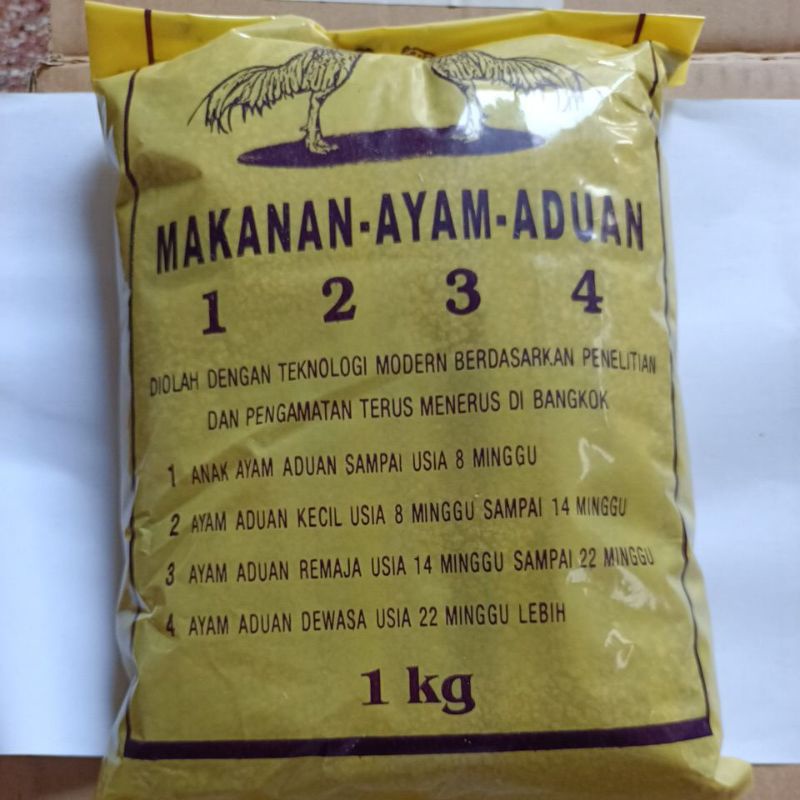 MAKANAN-AYAM-ADUAN
1 2 3 4
DIOLAH DENGAN TEKNOLOGI MODERN BERDASARKAN PENELITIAN
DAN PENGAMATAN TERUS MENERUS DI BANGKOK
1 ANAK AYAM ADUAN SAMPAI USIA 8 MINGGU
2 AYAM ADUAN KECIL USIA 8 MINGGU SAMPAI 14 MINGGU
3 AYAM ADUAN REMAJA USIA 14 MINGGU SAMPAI 22 MINGGU
4 AYAM ADUAN DEWASA USIA 22 MINGGU LEBIH
1 kg